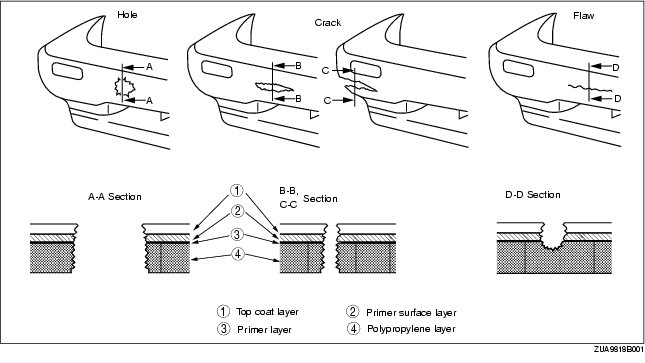 Hole
Crack
Flaw
A
A
B
B
C
C
D
D
A-A Section
B-B,
C-C Section
D-D Section
1
2
3
4
1 Top coat layer
2 Primer surface layer
3 Primer layer
4 Polypropylene layer
ZUA9818B001